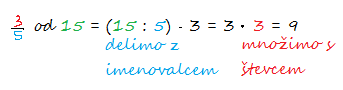 3/5 od 15 = (15 : 5) - 3 = 3 • 3 = 9
delimo z množimo s
imenovalcem števcem